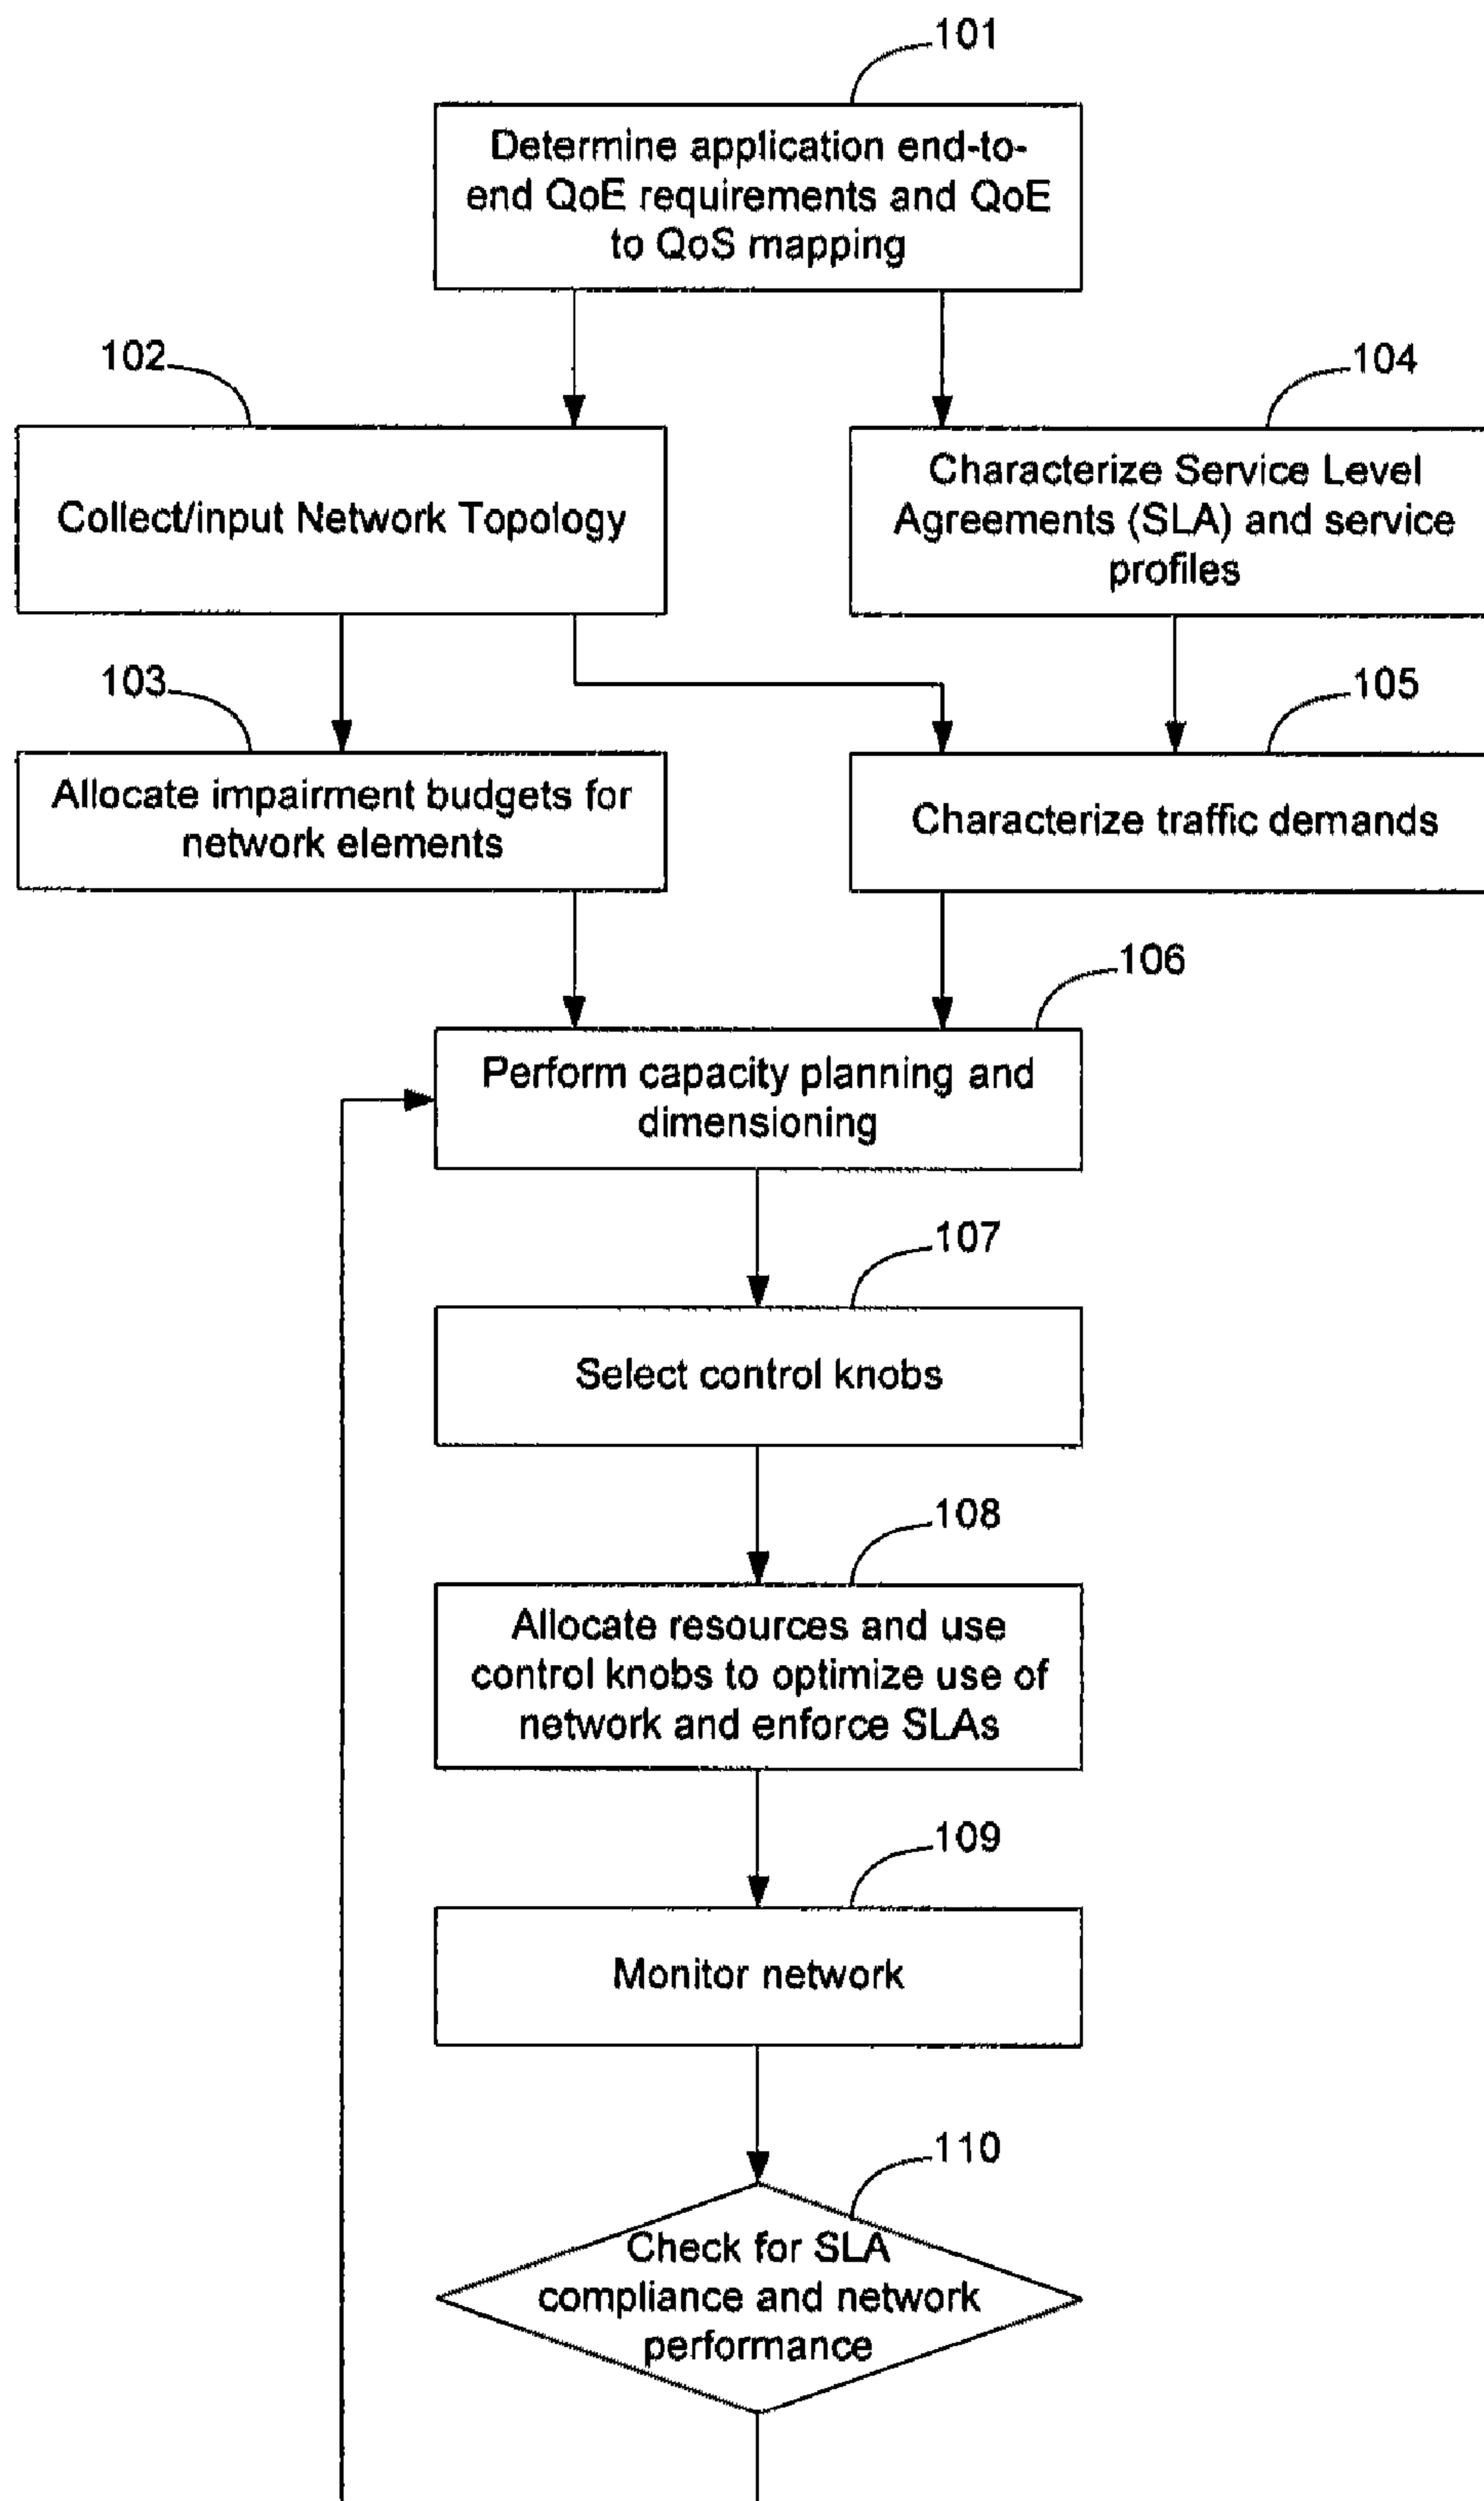 101
Determine application end-to-
end QoE requirements and QoE
to QoS mapping
102
104
Collect/input Network Topology
Characterize Service Level
Agreements (SLA) and service
profiles
103
105
Allocate impairment budgets for
network elements
Characterize traffic demands
106
Perform capacity planning and
dimensioning
107
Select control knobs
108
Allocate resources and use
control knobs to optimize use of
network and enforce SLAs
109
Monitor network
110
Check for SLA
compliance and network
performance